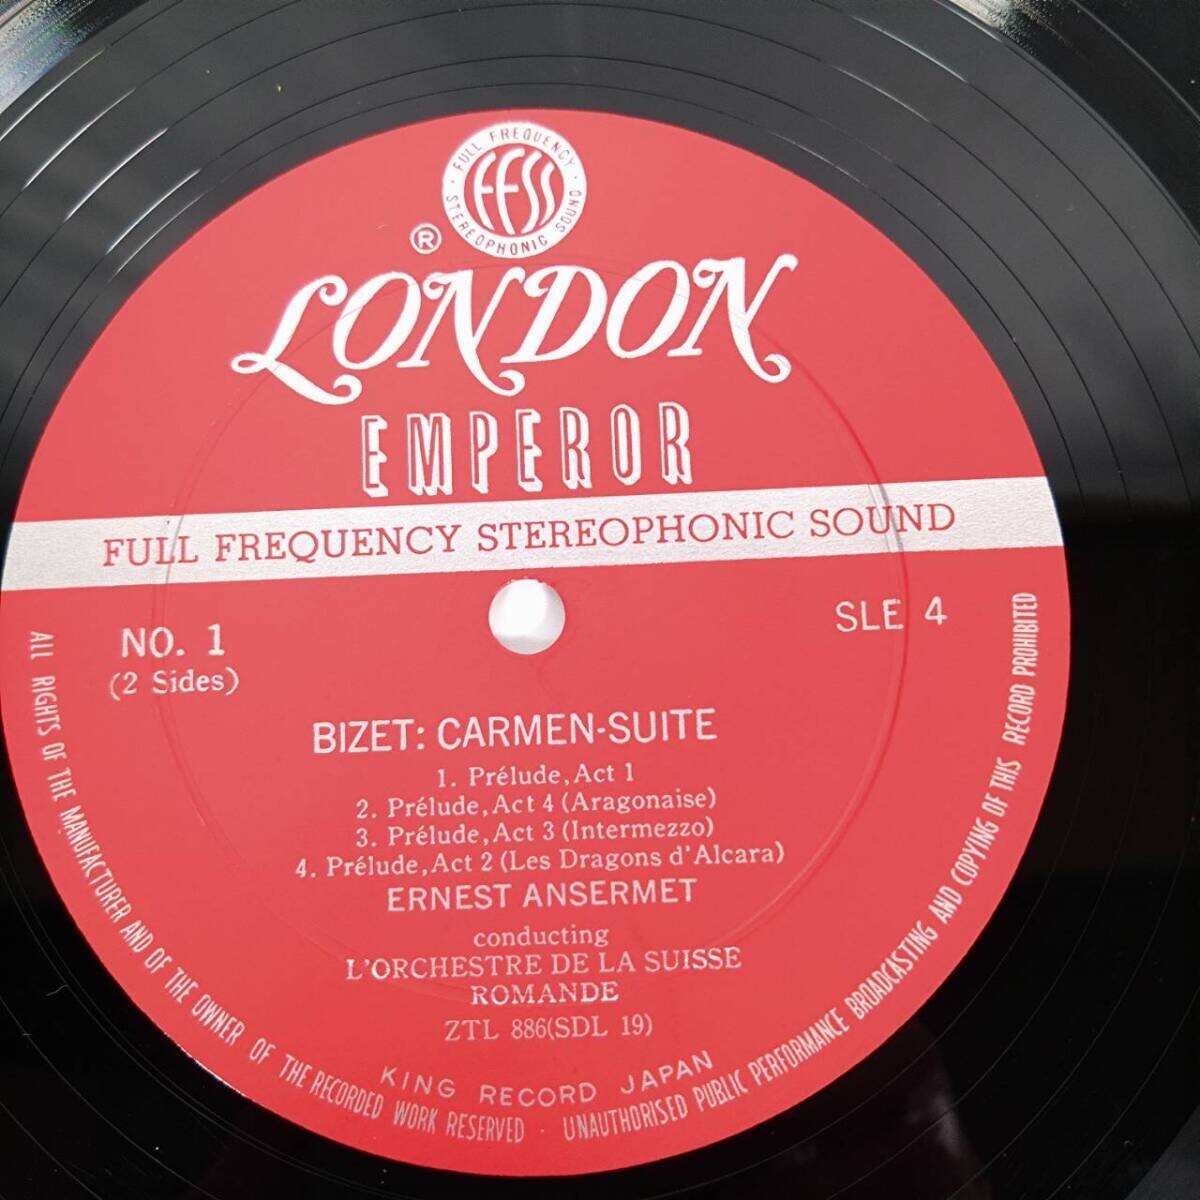 FULL FREQUENCY
FFSS
STEREOPHONIC SOUND
®
LONDON
EMPEROR
FULL FREQUENCY STEREOPHONIC SOUND
NO. 1
(2 Sides)
SLE 4
BIZET: CARMEN-SUITE
1. Prélude, Act 1
2. Prélude, Act 4 (Aragonaise)
3. Prélude, Act 3 (Intermezzo)
4. Prélude, Act 2 (Les Dragons d'Alcara)
ERNEST ANSERMET
conducting
L'ORCHESTRE DE LA SUISSE
ROMANDE
ZTL 886(SDL 19)
KING RECORD JAPAN
ALL RIGHTS OF THE MANUFACTURER AND OF THE OWNER OF THE RECORDED WORK RESERVED · UNAUTHORISED PUBLIC PERFORMANCE BROADCASTING AND COPYING OF THIS RECORD PROHIBITED